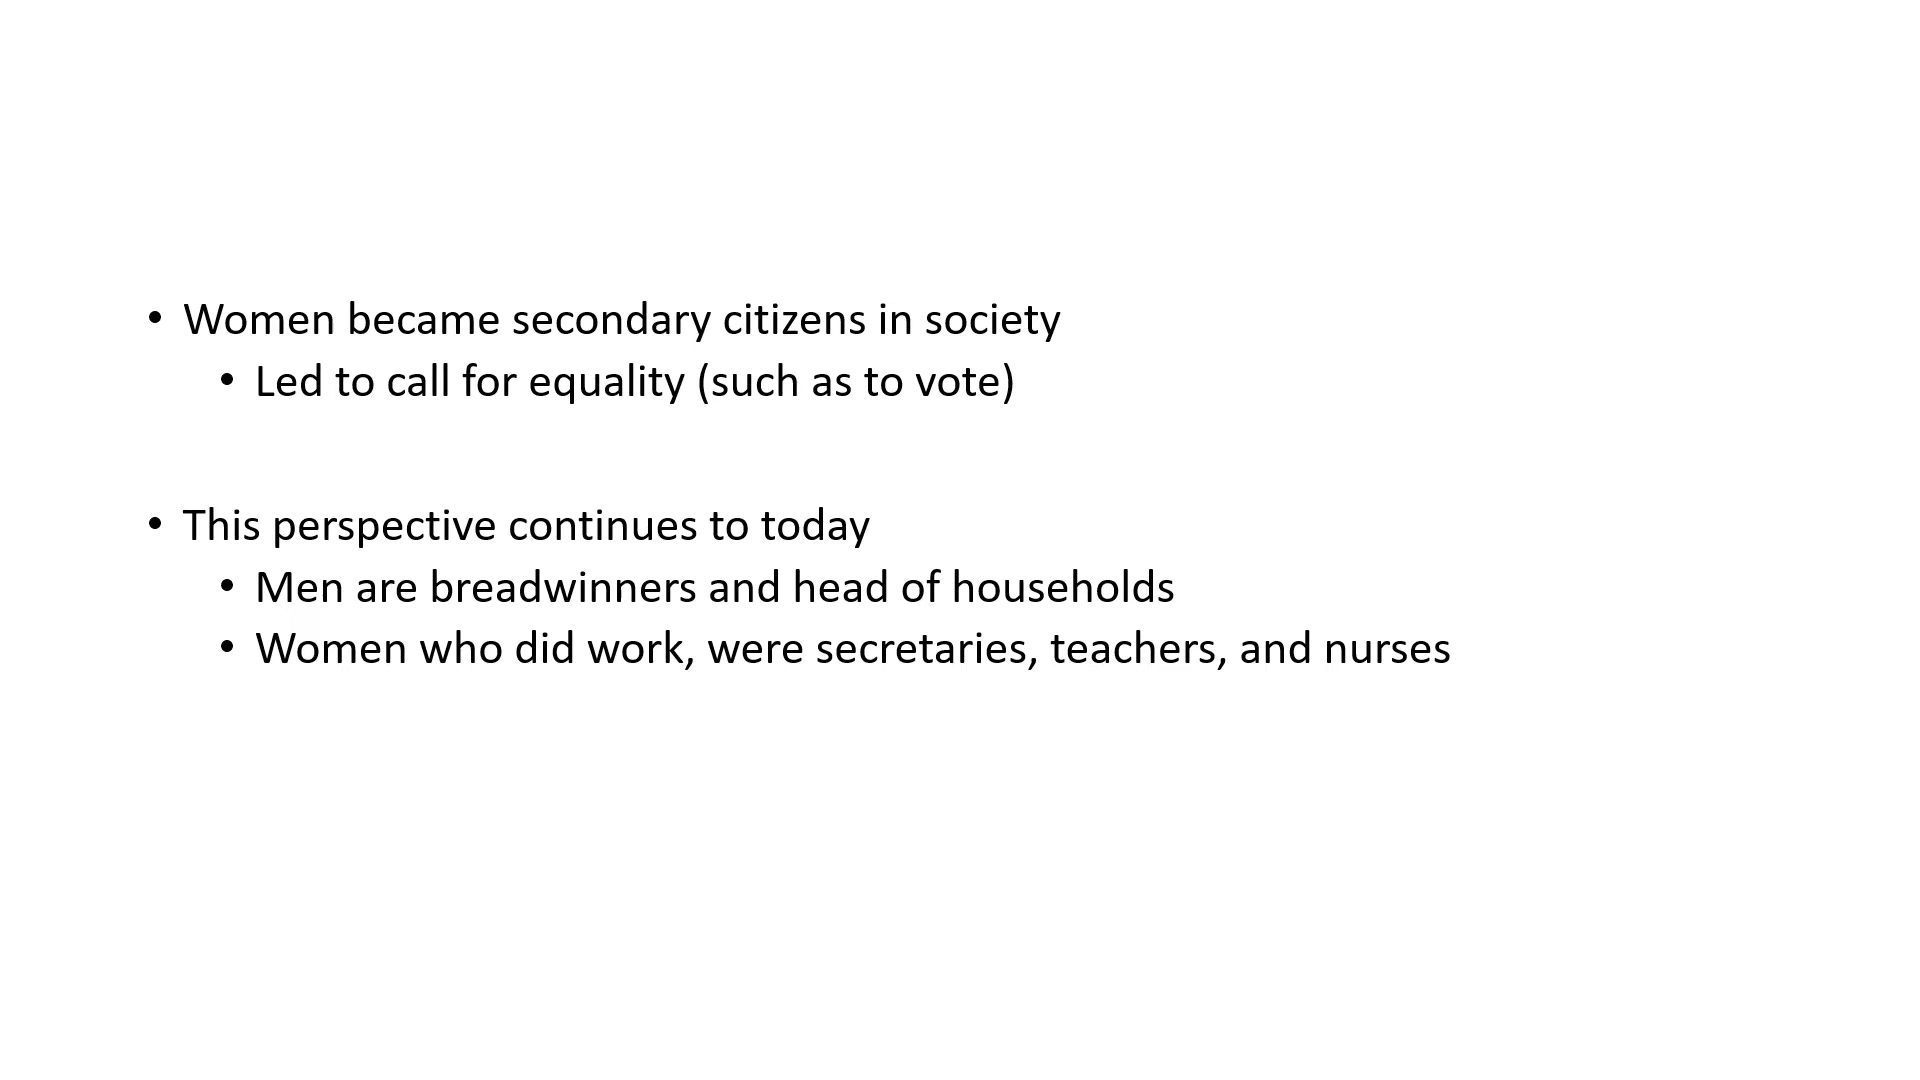 • Women became secondary citizens in society
• Led to call for equality (such as to vote)
• This perspective continues to today
• Men are breadwinners and head of households
• Women who did work, were secretaries, teachers, and nurses